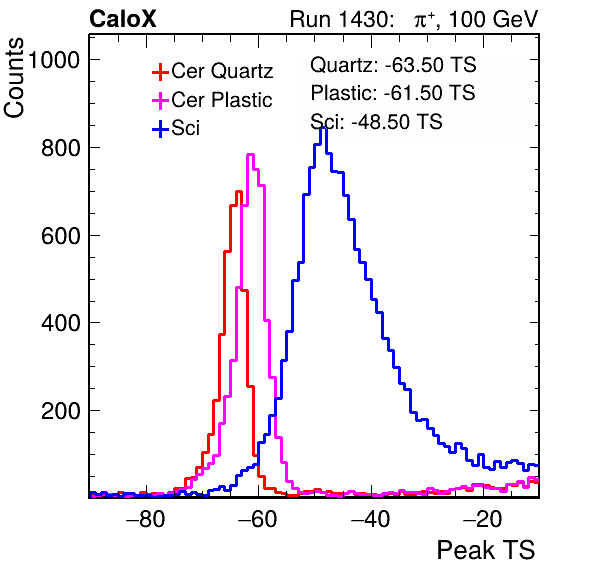 CaloX Run 1430: π⁺, 100 GeV
Counts
Cer Quartz
Cer Plastic
Sci
Quartz: -63.50 TS
Plastic: -61.50 TS
Sci: -48.50 TS
1000
800
600
400
200
−80 −60 −40 −20
Peak TS